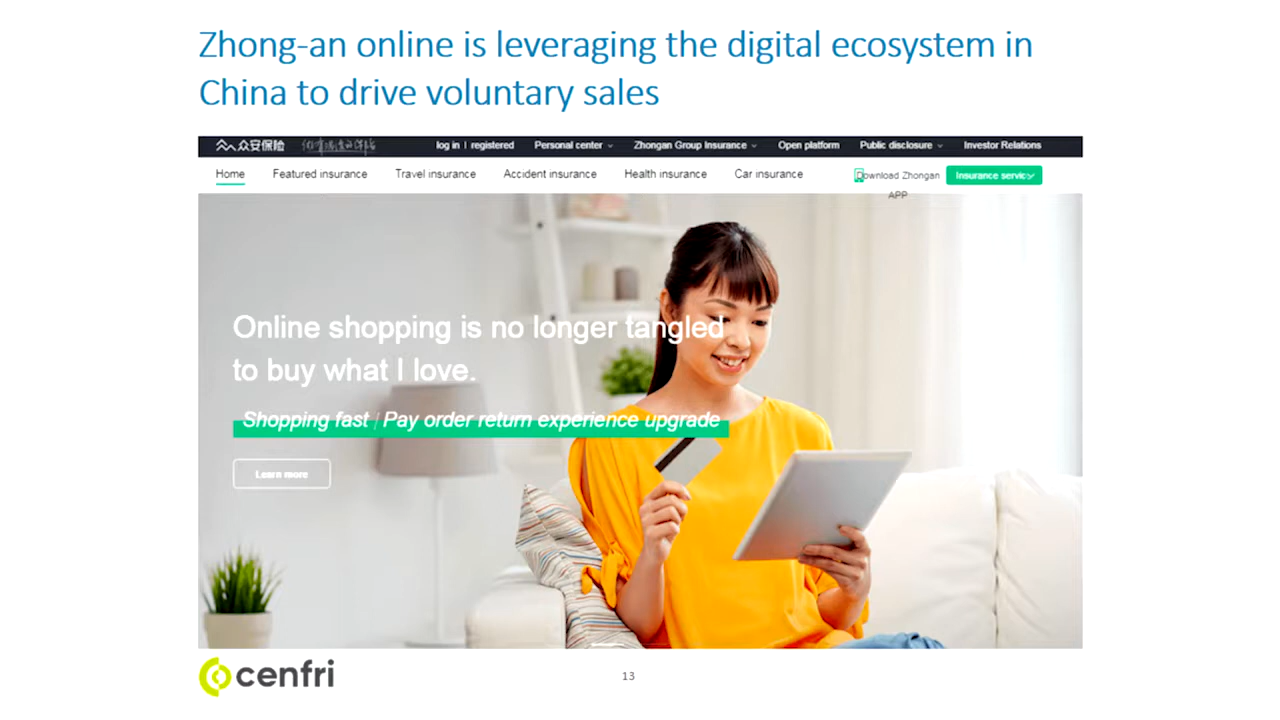 Zhong-an online is leveraging the digital ecosystem in
China to drive voluntary sales
众安保险
log in | registered
Personal center
Zhongan Group Insurance
Open platform
Public disclosure
Investor Relations
Home
Featured insurance
Travel insurance
Accident insurance
Health insurance
Car insurance
Download Zhongan
APP
Insurance servic
Online shopping is no longer tangled
to buy what I love.
Shopping fast / Pay order return experience upgrade
Learn more
cenfri
13